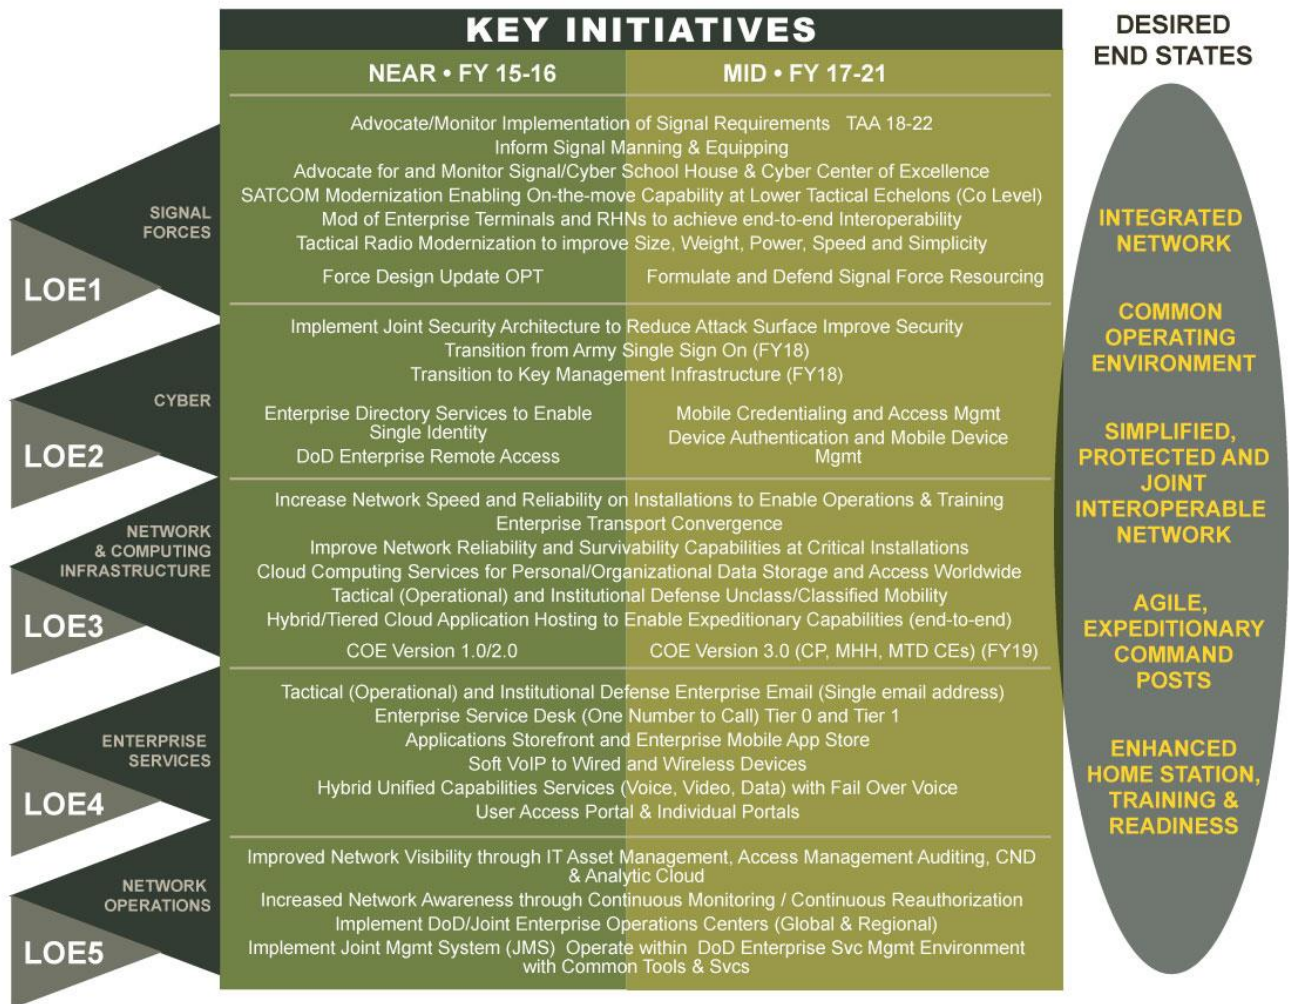 KEY INITIATIVES
NEAR • FY 15-16
MID • FY 17-21
DESIRED
END STATES
SIGNAL
FORCES
LOE1
Advocate/Monitor Implementation of Signal Requirements TAA 18-22
Inform Signal Manning & Equipping
Advocate for and Monitor Signal/Cyber School House & Cyber Center of Excellence
SATCOM Modernization Enabling On-the-move Capability at Lower Tactical Echelons (Co Level)
Mod of Enterprise Terminals and RHNs to achieve end-to-end Interoperability
Tactical Radio Modernization to improve Size, Weight, Power, Speed and Simplicity
Force Design Update OPT
Formulate and Defend Signal Force Resourcing
CYBER
LOE2
Implement Joint Security Architecture to Reduce Attack Surface Improve Security
Transition from Army Single Sign On (FY18)
Transition to Key Management Infrastructure (FY18)
Enterprise Directory Services to Enable
Single Identity
DoD Enterprise Remote Access
Mobile Credentialing and Access Mgmt
Device Authentication and Mobile Device
Mgmt
NETWORK
& COMPUTING
INFRASTRUCTURE
LOE3
Increase Network Speed and Reliability on Installations to Enable Operations & Training
Enterprise Transport Convergence
Improve Network Reliability and Survivability Capabilities at Critical Installations
Cloud Computing Services for Personal/Organizational Data Storage and Access Worldwide
Tactical (Operational) and Institutional Defense Unclass/Classified Mobility
Hybrid/Tiered Cloud Application Hosting to Enable Expeditionary Capabilities (end-to-end)
COE Version 1.0/2.0
COE Version 3.0 (CP, MHH, MTD CEs) (FY19)
ENTERPRISE
SERVICES
LOE4
Tactical (Operational) and Institutional Defense Enterprise Email (Single email address)
Enterprise Service Desk (One Number to Call) Tier 0 and Tier 1
Applications Storefront and Enterprise Mobile App Store
Soft VoIP to Wired and Wireless Devices
Hybrid Unified Capabilities Services (Voice, Video, Data) with Fail Over Voice
User Access Portal & Individual Portals
NETWORK
OPERATIONS
LOE5
Improved Network Visibility through IT Asset Management, Access Management Auditing, CND
& Analytic Cloud
Increased Network Awareness through Continuous Monitoring / Continuous Reauthorization
Implement DoD/Joint Enterprise Operations Centers (Global & Regional)
Implement Joint Mgmt System (JMS) Operate within DoD Enterprise Svc Mgmt Environment
with Common Tools & Svcs
INTEGRATED
NETWORK
COMMON
OPERATING
ENVIRONMENT
SIMPLIFIED,
PROTECTED AND
JOINT
INTEROPERABLE
NETWORK
AGILE,
EXPEDITIONARY
COMMAND
POSTS
ENHANCED
HOME STATION,
TRAINING &
READINESS